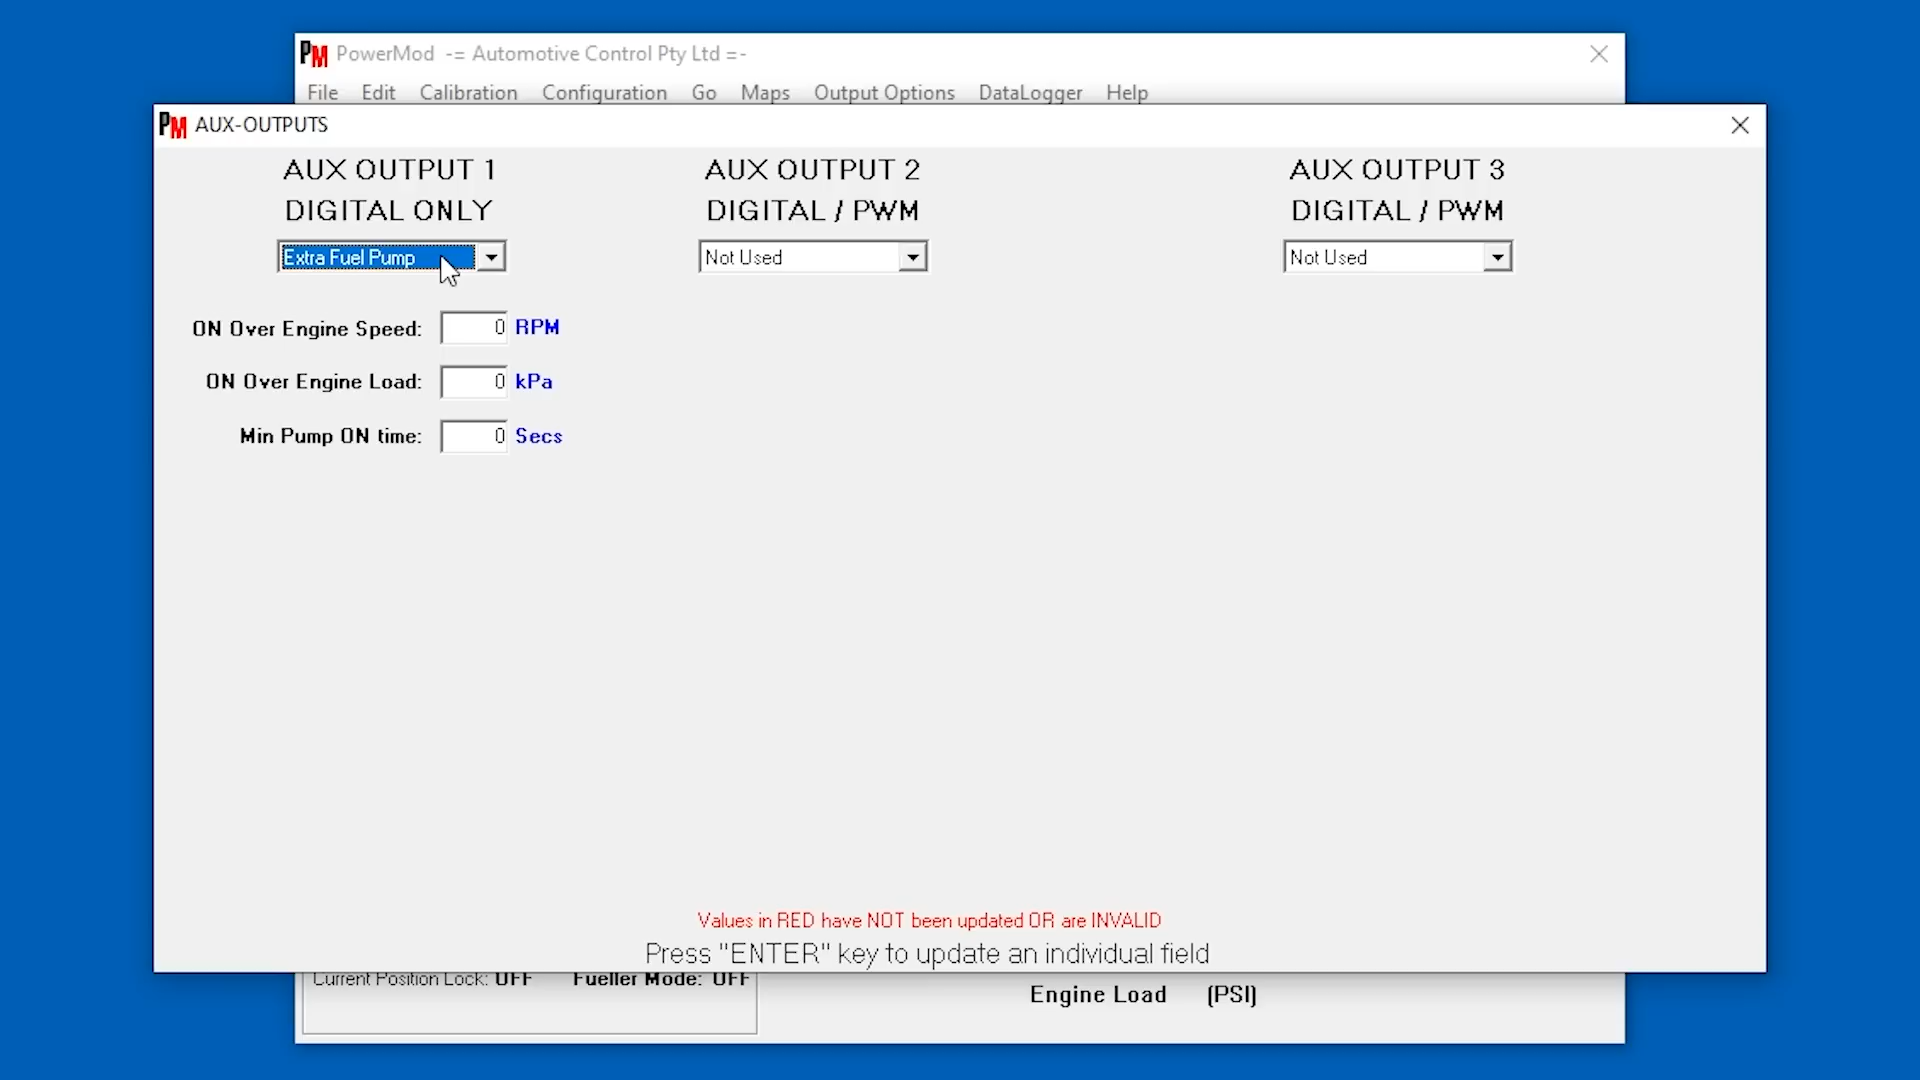 PM PowerMod -= Automotive Control Pty Ltd =-
File Edit Calibration Configuration Go Maps Output Options DataLogger Help
PM AUX-OUTPUTS
AUX OUTPUT 1 AUX OUTPUT 2 AUX OUTPUT 3
DIGITAL ONLY DIGITAL / PWM DIGITAL / PWM
Extra Fuel Pump Not Used Not Used
ON Over Engine Speed: 0 RPM
ON Over Engine Load: 0 kPa
Min Pump ON time: 0 Secs
Values in RED have NOT been updated OR are INVALID
Press "ENTER" key to update an individual field
Current Position Lock: OFF Fueller Mode: OFF
Engine Load (PSI)